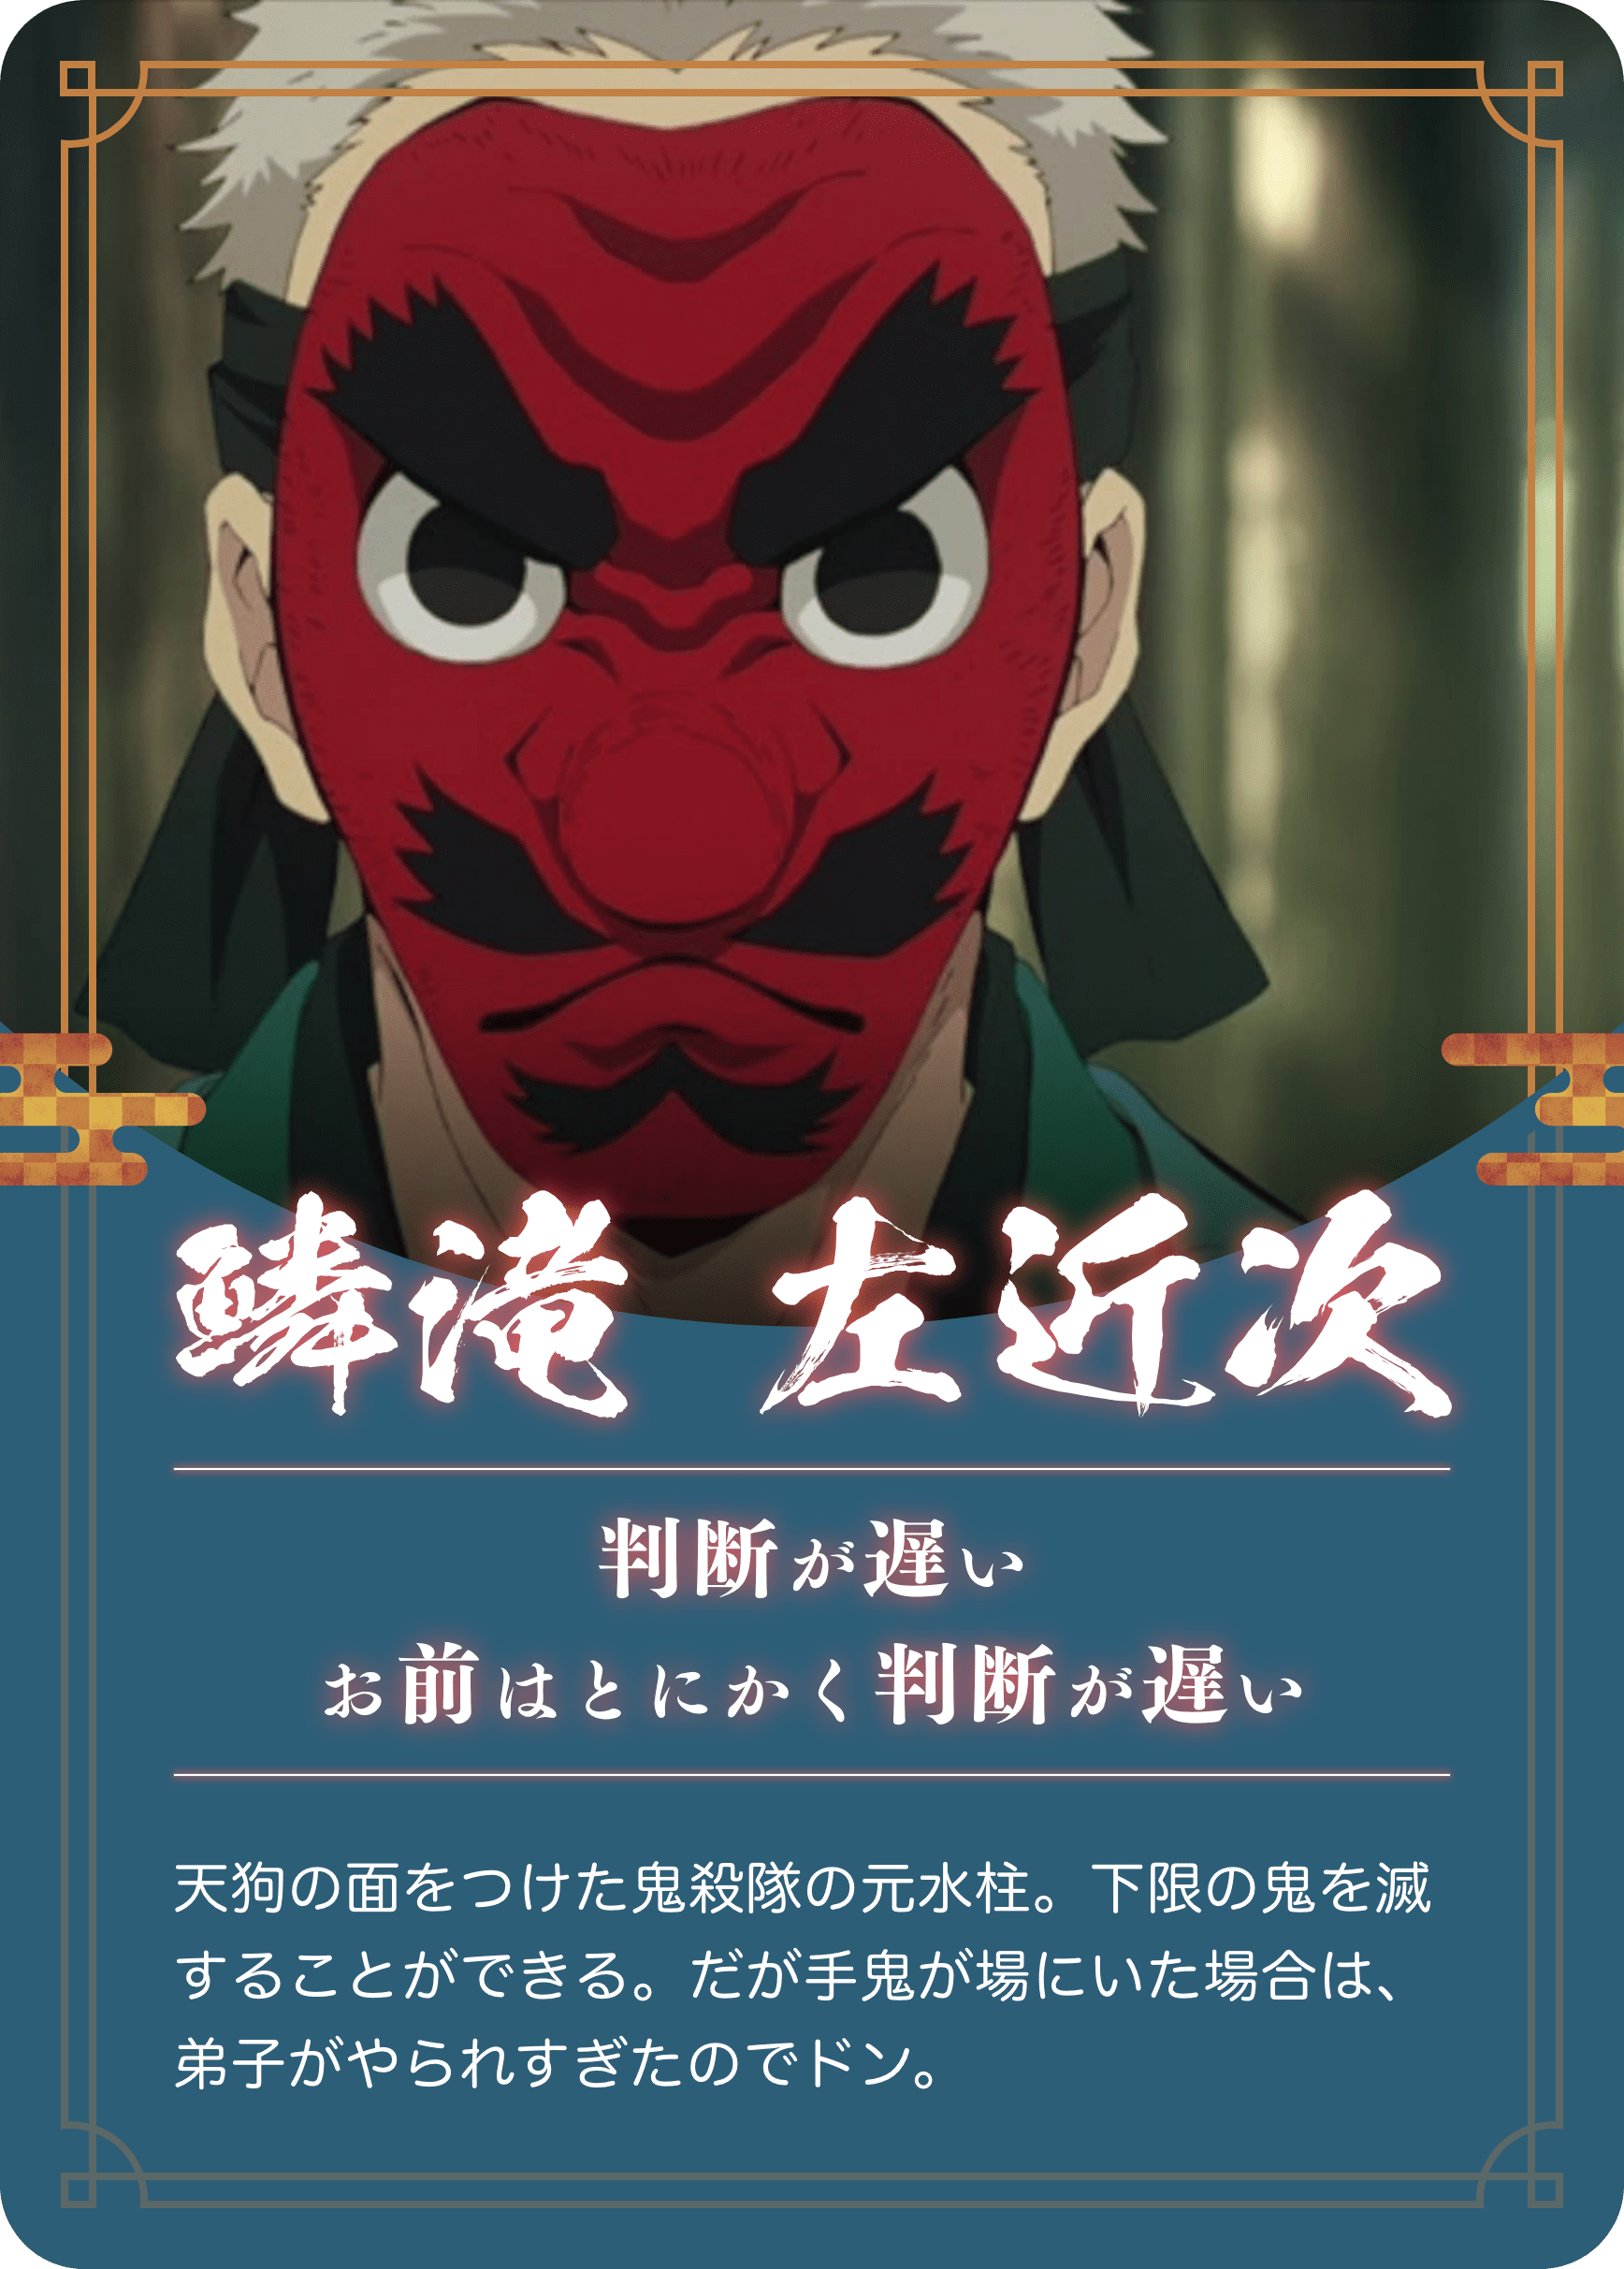 鱗滝 左近次
判断が遅い
お前はとにかく判断が遅い
天狗の面をつけた鬼殺隊の元水柱。下限の鬼を滅
することができる。だが手鬼が場にいた場合は、
弟子がやられすぎたのでドン。